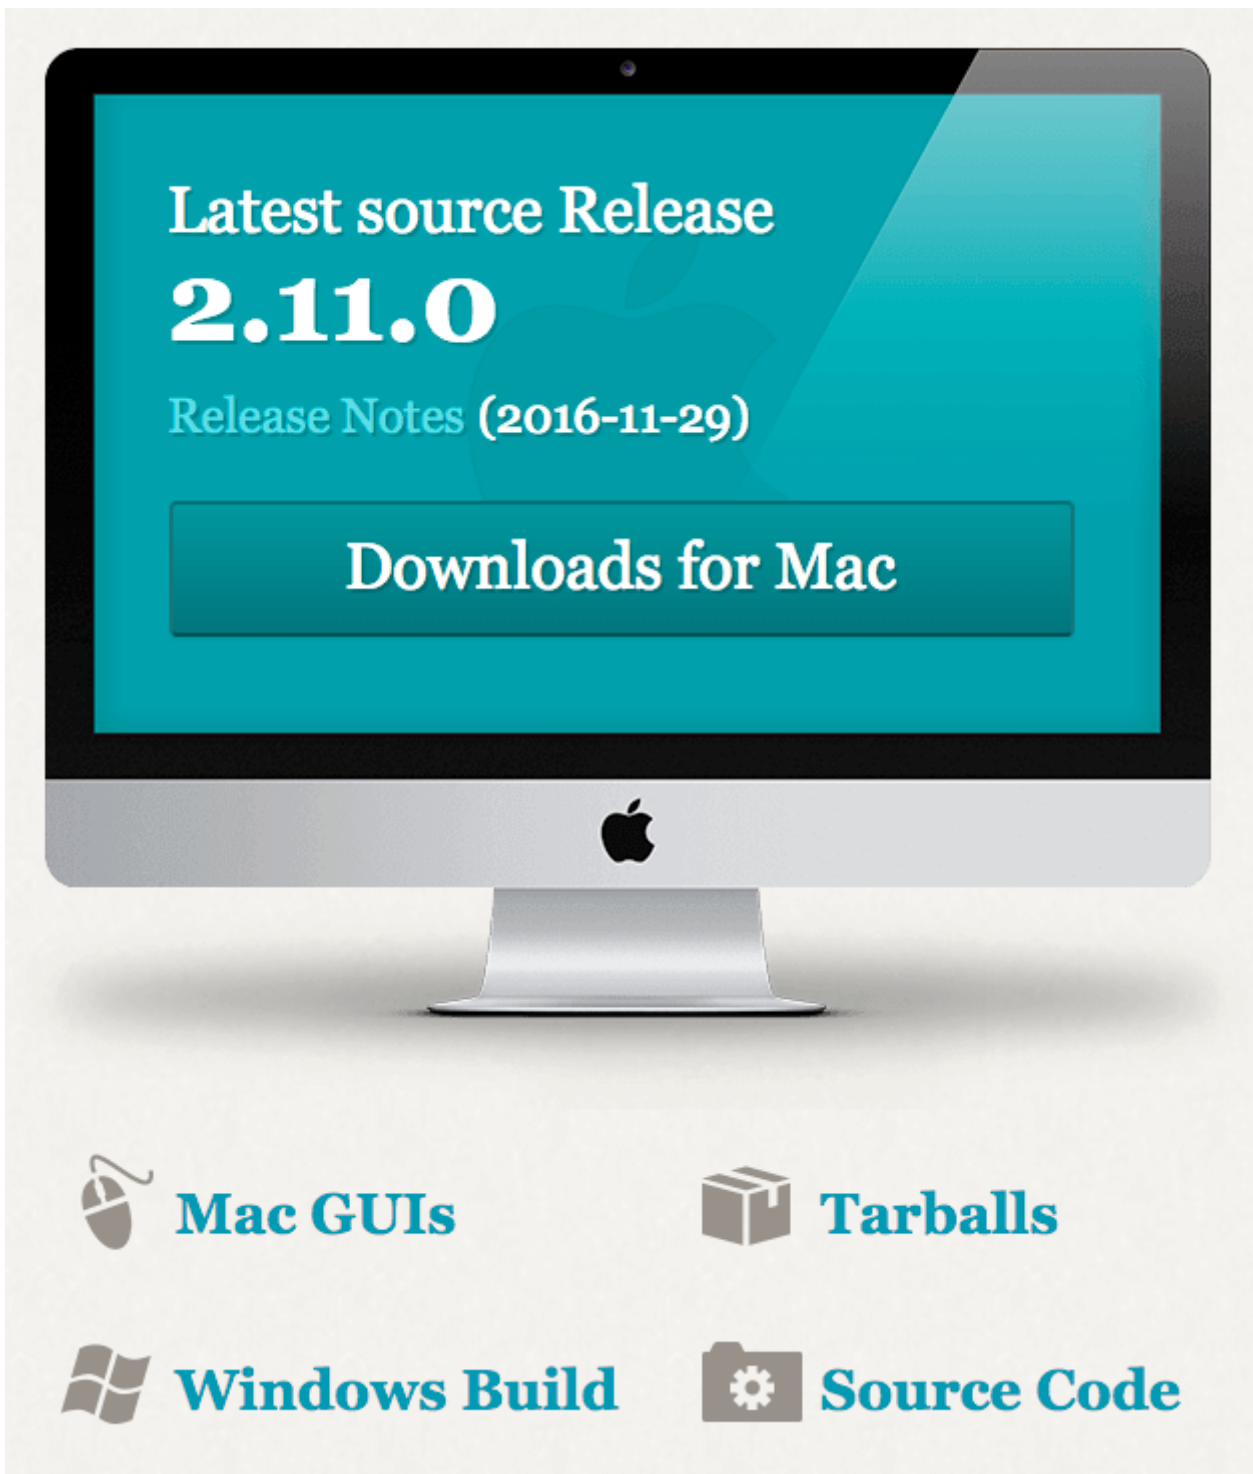 Latest source Release
2.11.0
Release Notes (2016-11-29)
Downloads for Mac
Mac GUIs
Tarballs
Windows Build
Source Code